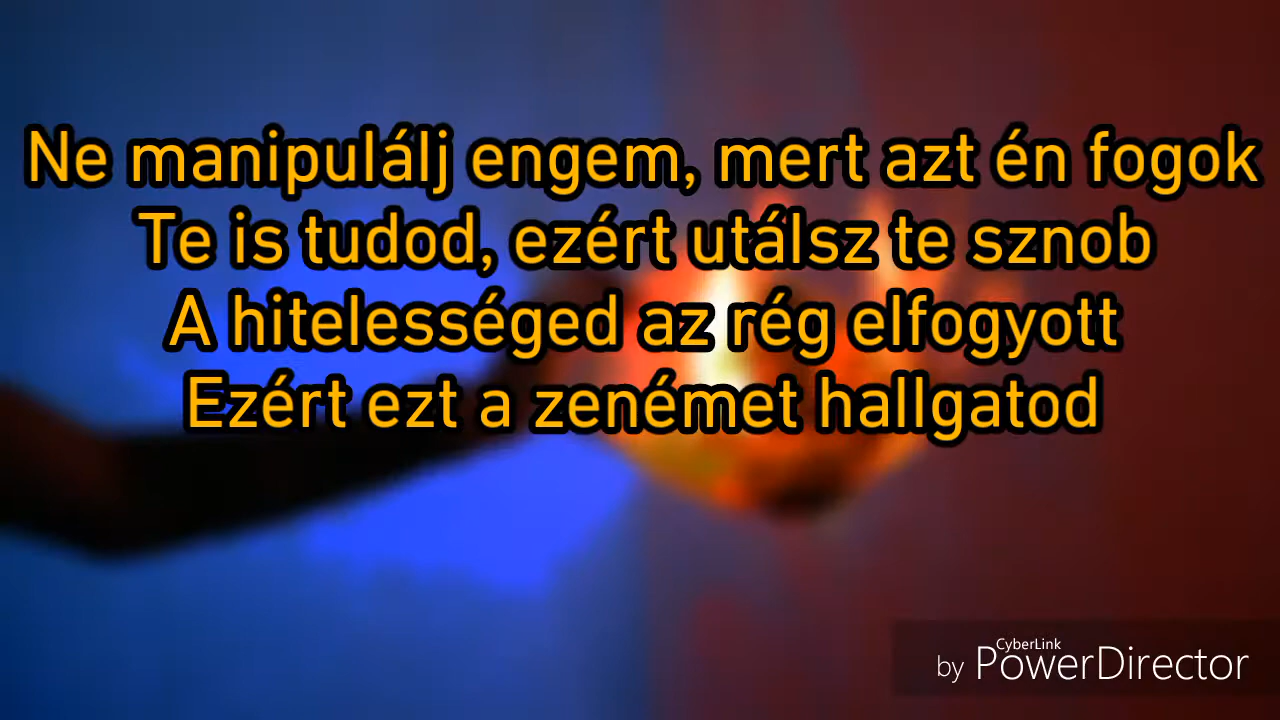 Ne manipulálj engem, mert azt én fogok
Te is tudod, ezért utálsz te sznob
A hitelességed az rég elfogyott
Ezért ezt a zenémet hallgatod
CyberLink
by PowerDirector